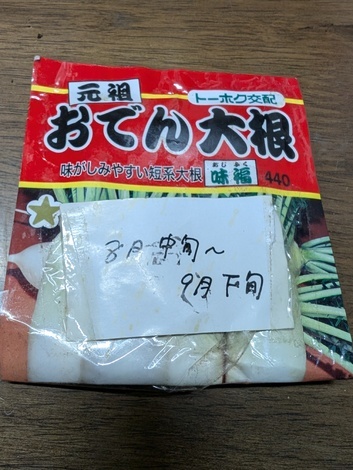 元祖
トーホク交配
おでん大根
味がしみやすい短系大根
あじふく
味福
440
8月中旬～
9月下旬